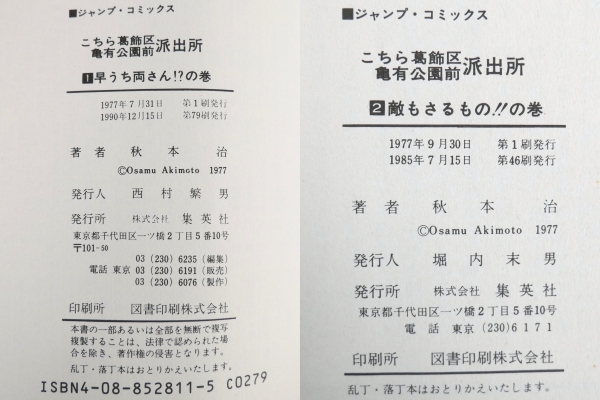 ■ジャンプ・コミックス
こちら葛飾区
亀有公園前派出所
1早うち両さん!?の巻
1977年7月31日 第1刷発行
1990年12月15日 第79刷発行
著者 秋本治
©Osamu Akimoto 1977
発行人 西村繁男
発行所 株式会社 集英社
東京都千代田区一ツ橋2丁目5番10号
〒101-50
03(230)6235(編集)
電話 東京 03(230)6191(販売)
03(230)6076(製作)
印刷所 図書印刷株式会社
本書の一部あるいは全部を無断で複写
複製することは、法律で認められた場
合を除き、著作権の侵害となります。
乱丁・落丁本はおとりかえいたします。
ISBN4-08-852811-5 C0279
■ジャンプ・コミックス
こちら葛飾区
亀有公園前派出所
2敵もさるもの!!の巻
1977年9月30日 第1刷発行
1985年7月15日 第46刷発行
著者 秋本治
©Osamu Akimoto 1977
発行人 堀内末男
発行所 株式会社 集英社
東京都千代田区一ツ橋2丁目5番10号
電話 東京(230)6171
印刷所 図書印刷株式会社
乱丁・落丁本はおとりかえいたします。